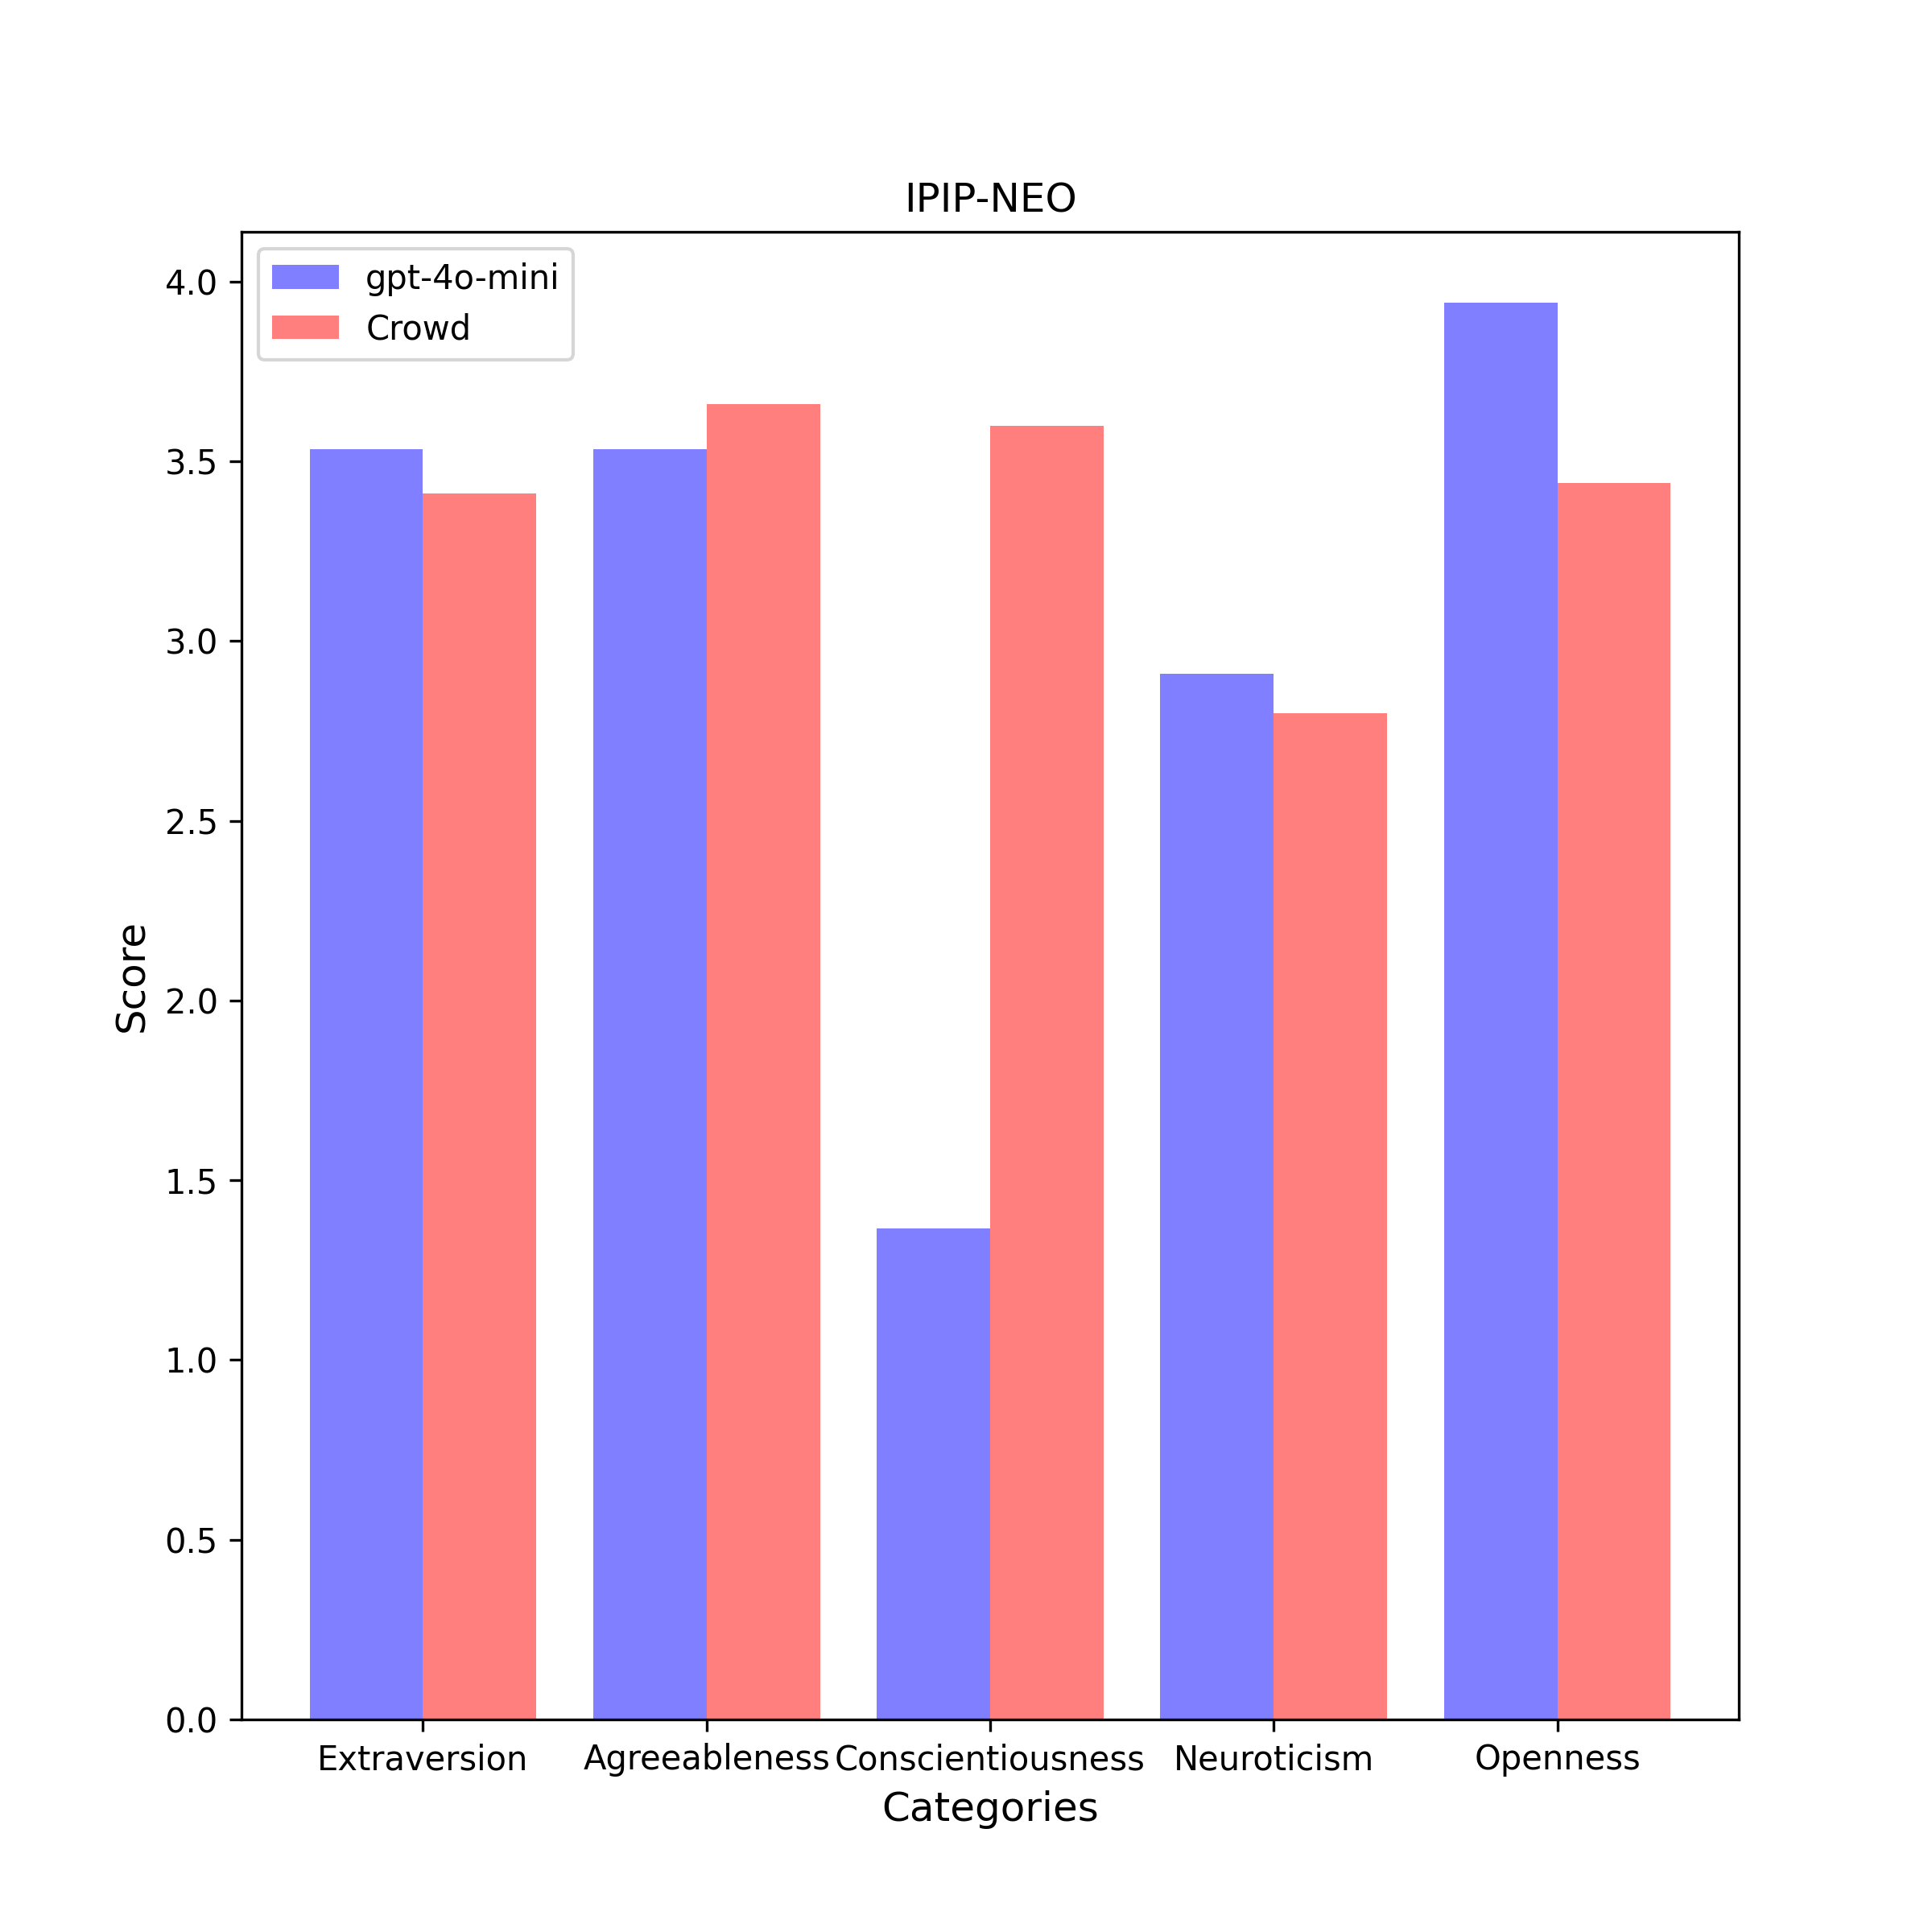 IPIP-NEO
gpt-4o-mini
Crowd
4.0
3.5
3.0
2.5
2.0
1.5
1.0
0.5
0.0
Score
Extraversion Agreeableness Conscientiousness Neuroticism Openness
Categories